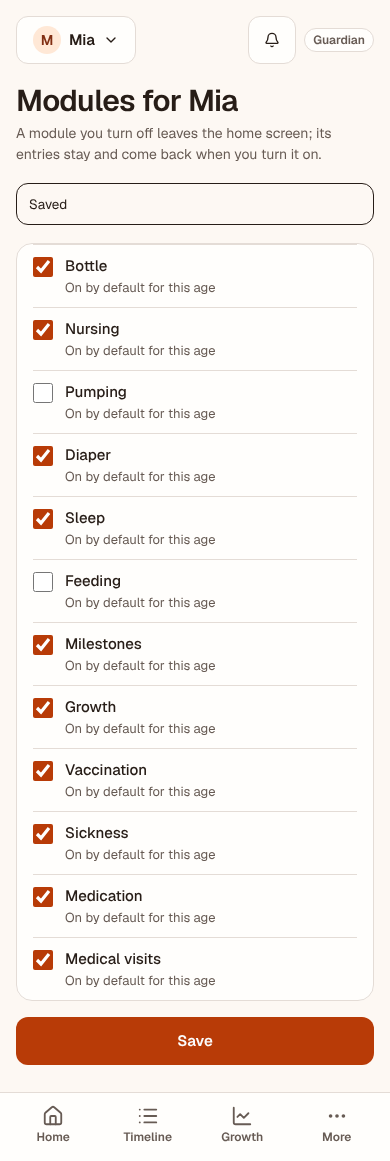 M Mia
Guardian
Modules for Mia
A module you turn off leaves the home screen; its
entries stay and come back when you turn it on.
Saved
Bottle
On by default for this age
Nursing
On by default for this age
Pumping
On by default for this age
Diaper
On by default for this age
Sleep
On by default for this age
Feeding
On by default for this age
Milestones
On by default for this age
Growth
On by default for this age
Vaccination
On by default for this age
Sickness
On by default for this age
Medication
On by default for this age
Medical visits
On by default for this age
Save
Home
Timeline
Growth
More